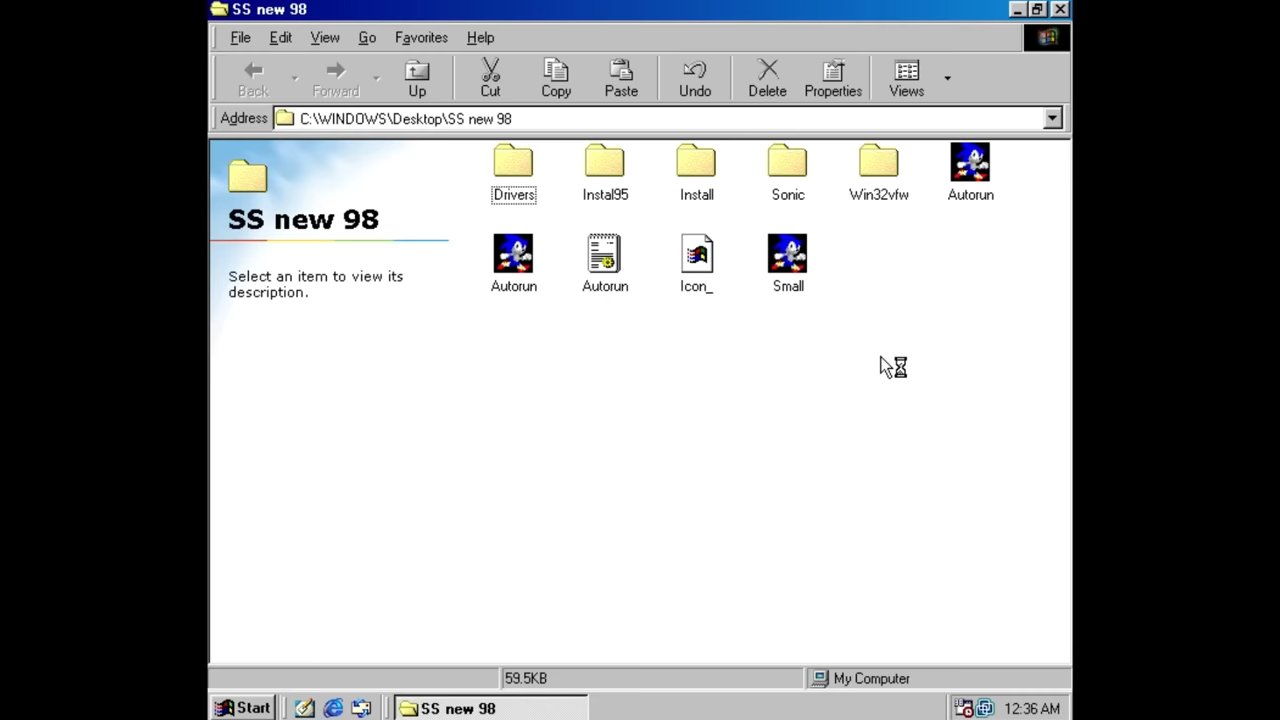 SS new 98
File Edit View Go Favorites Help
Back Forward Up Cut Copy Paste Undo Delete Properties Views
Address C:\WINDOWS\Desktop\SS new 98
SS new 98
Select an item to view its
description.
Drivers Instal95 Install Sonic Win32vfw Autorun
Autorun Autorun Icon_ Small
59.5KB My Computer
Start SS new 98 12:36 AM